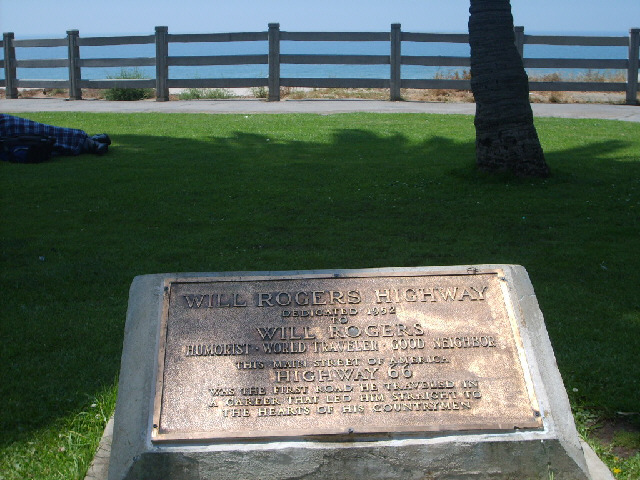 WILL ROGERS HIGHWAY
DEDICATED 1952
TO
WILL ROGERS
HUMORIST · WORLD TRAVELER · GOOD NEIGHBOR
THIS MAIN STREET OF AMERICA
HIGHWAY 66
WAS THE FIRST ROAD HE TRAVELED IN
A CAREER THAT LED HIM STRAIGHT TO
THE HEARTS OF HIS COUNTRYMEN